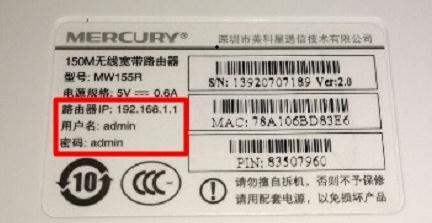 MERCURY®
深圳市美科星通信技术有限公司
150M无线宽带路由器
型号: MW155R
电源规格: 5V⎓0.6A
路由器IP: 192.168.1.1
用户名: admin
密码: admin
S/N: 13920707189 Ver:2.0
MAC: 78A106BD83E6
PIN: 83507960
10
CCC
请勿擅自拆机，否则不予保修
请用配套电源，以免损坏产品